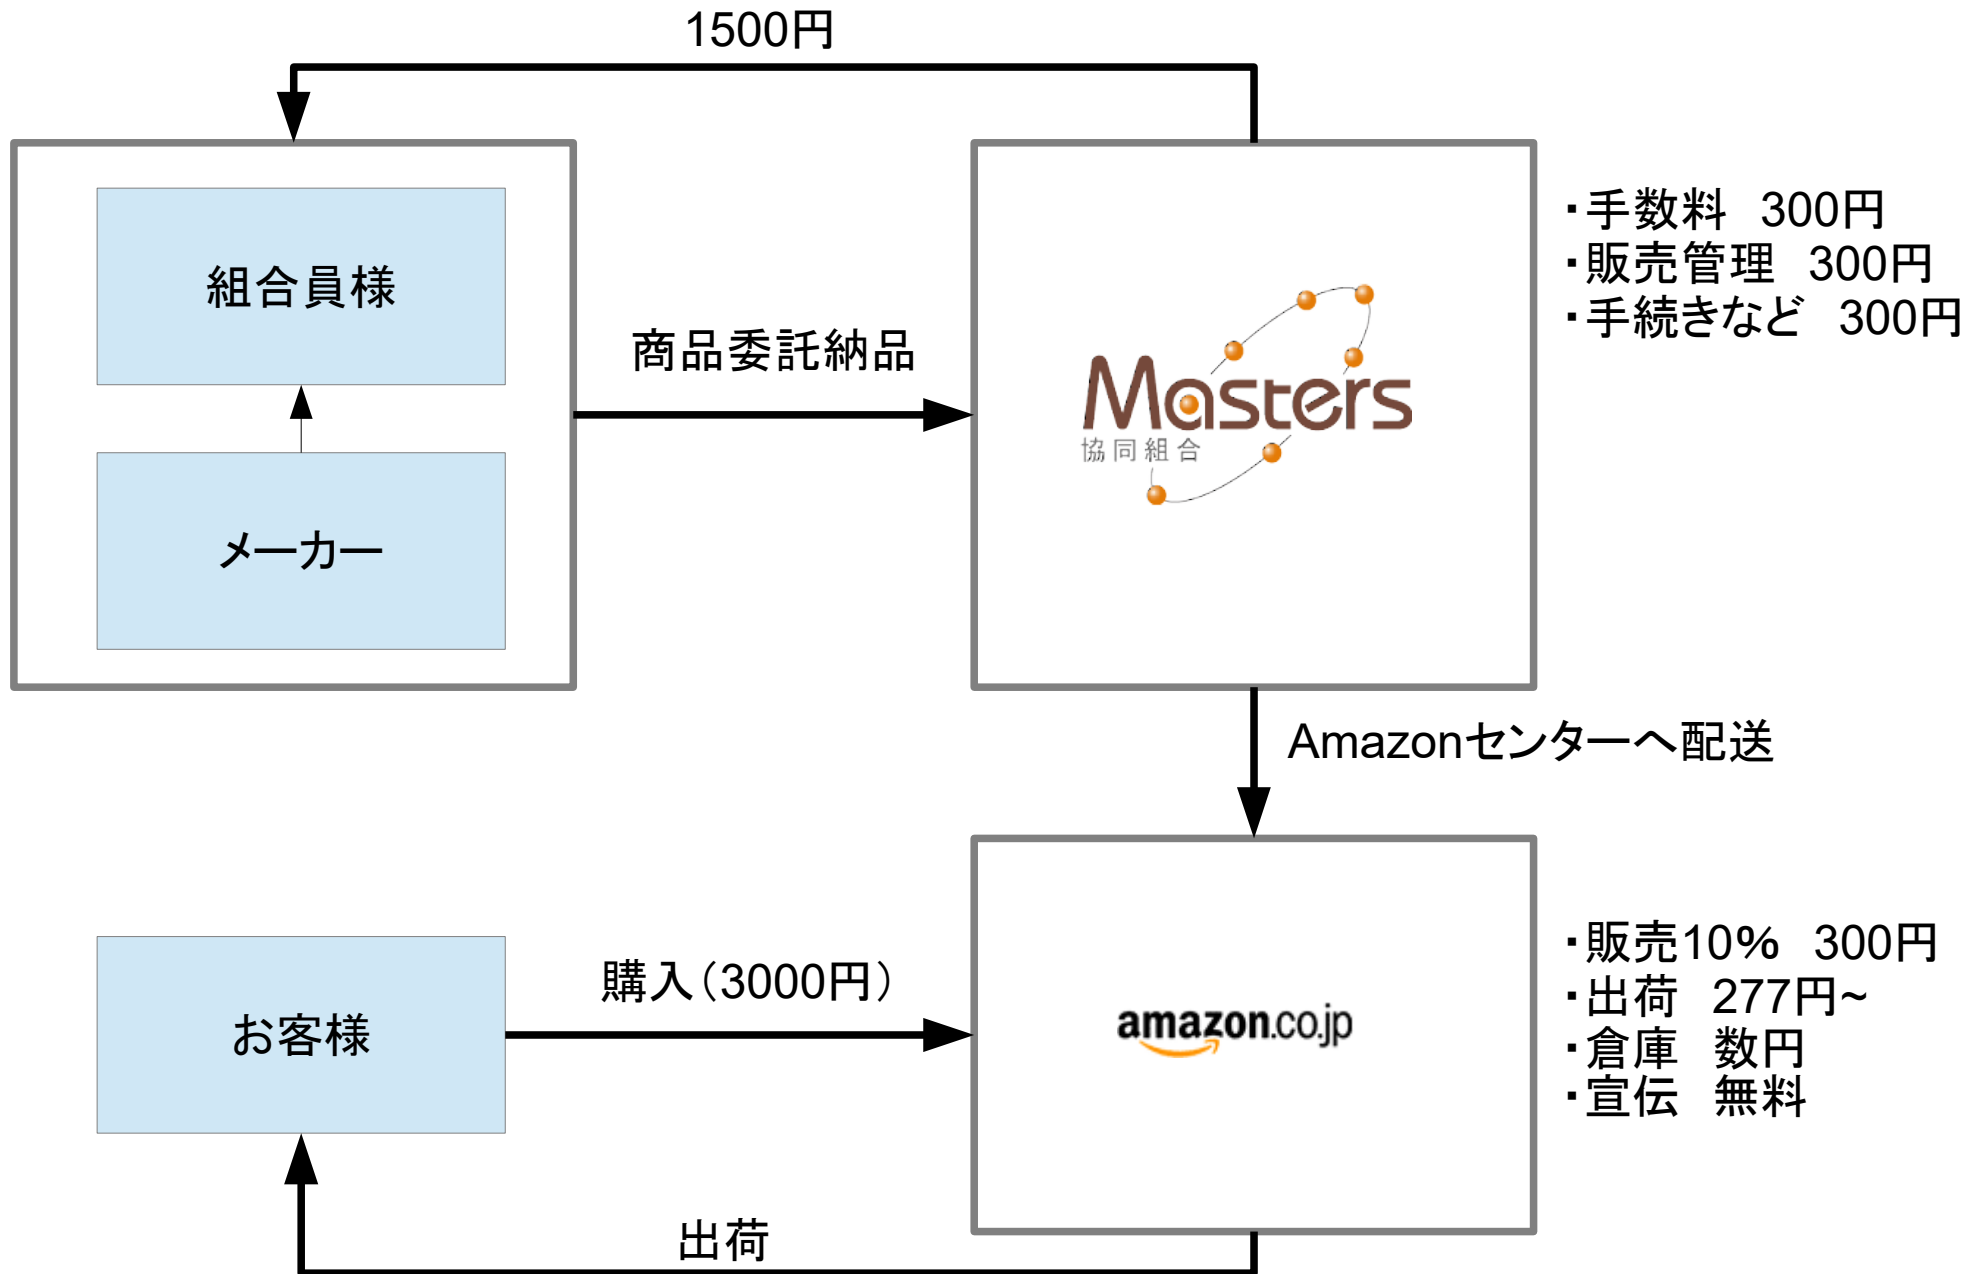 1500円
組合員様
メーカー
商品委託納品
Masters
協同組合
・手数料　300円
・販売管理　300円
・手続きなど　300円
Amazonセンターへ配送
お客様
購入（3000円）
amazon.co.jp
・販売10%　300円
・出荷　277円~
・倉庫　数円
・宣伝　無料
出荷